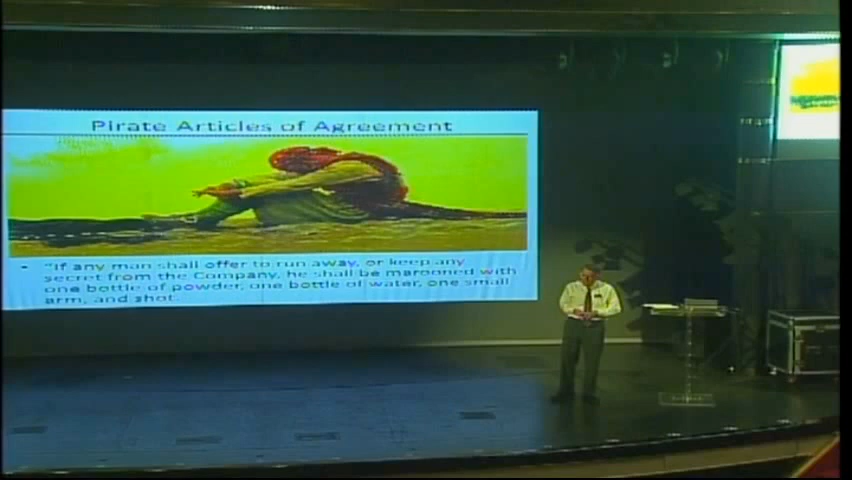 Pirate Articles of Agreement
• "If any man shall offer to run away, or keep any
secret from the Company, he shall be marooned with
one bottle of powder, one bottle of water, one small
arm, and shot.